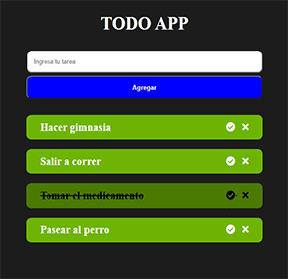 TODO APP
Ingresa tu tarea
Agregar
Hacer gimnasia
Salir a correr
Tomar el medicamento
Pasear al perro